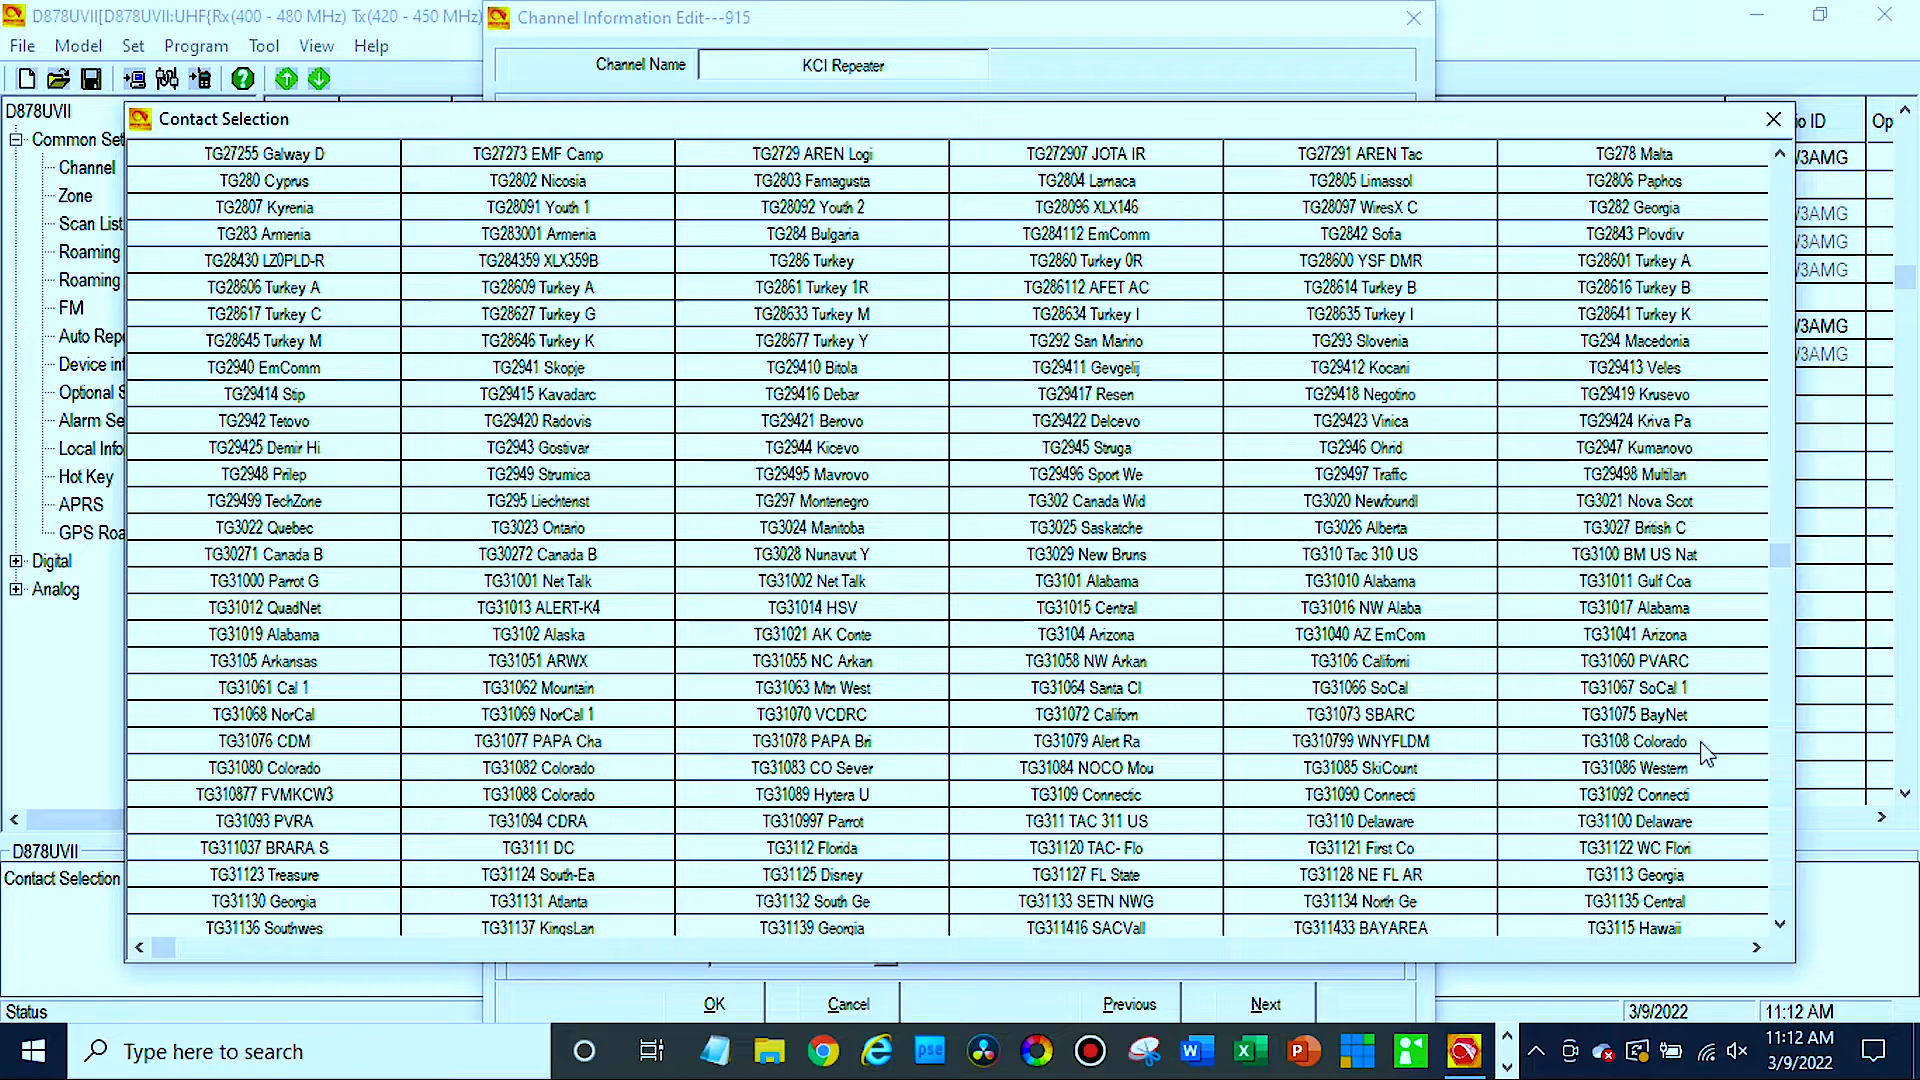 D878UVII[D878UVII:UHF{Rx(400 - 480 MHz) Tx(420 - 450 MHz)
Channel Information Edit---915
File Model Set Program Tool View Help
Channel Name KCI Repeater
D878UVII
Contact Selection
Common Set
Channel
Zone
Scan List
Roaming
Roaming
FM
Auto Repe
Device inf
Optional S
Alarm Se
Local Info
Hot Key
APRS
GPS Roa
Digital
Analog
TG27255 Galway D TG27273 EMF Camp TG2729 AREN Logi TG272907 JOTA IR TG27291 AREN Tac TG278 Malta
TG280 Cyprus TG2802 Nicosia TG2803 Famagusta TG2804 Larnaca TG2805 Limassol TG2806 Paphos
TG2807 Kyrenia TG28091 Youth 1 TG28092 Youth 2 TG28096 XLX146 TG28097 WiresX C TG282 Georgia
TG283 Armenia TG283001 Armenia TG284 Bulgaria TG284112 EmComm TG2842 Sofia TG2843 Plovdiv
TG28430 LZ0PLD-R TG284359 XLX359B TG286 Turkey TG2860 Turkey 0R TG28600 YSF DMR TG28601 Turkey A
TG28606 Turkey A TG28609 Turkey A TG2861 Turkey 1R TG286112 AFET AC TG28614 Turkey B TG28616 Turkey B
TG28617 Turkey C TG28627 Turkey G TG28633 Turkey M TG28634 Turkey I TG28635 Turkey I TG28641 Turkey K
TG28645 Turkey M TG28646 Turkey K TG28677 Turkey Y TG292 San Marino TG293 Slovenia TG294 Macedonia
TG2940 EmComm TG2941 Skopje TG29410 Bitola TG29411 Gevgelij TG29412 Kocani TG29413 Veles
TG29414 Stip TG29415 Kavadarc TG29416 Debar TG29417 Resen TG29418 Negotino TG29419 Krusevo
TG2942 Tetovo TG29420 Radovis TG29421 Berovo TG29422 Delcevo TG29423 Vinica TG29424 Kriva Pa
TG29425 Demir Hi TG2943 Gostivar TG2944 Kicevo TG2945 Struga TG2946 Ohrid TG2947 Kumanovo
TG2948 Prilep TG2949 Strumica TG29495 Mavrovo TG29496 Sport We TG29497 Traffic TG29498 Multilan
TG29499 TechZone TG295 Liechtenst TG297 Montenegro TG302 Canada Wid TG3020 Newfoundl TG3021 Nova Scot
TG3022 Quebec TG3023 Ontario TG3024 Manitoba TG3025 Saskatche TG3026 Alberta TG3027 British C
TG30271 Canada B TG30272 Canada B TG3028 Nunavut Y TG3029 New Bruns TG310 Tac 310 US TG3100 BM US Nat
TG31000 Parrot G TG31001 Net Talk TG31002 Net Talk TG3101 Alabama TG31010 Alabama TG31011 Gulf Coa
TG31012 QuadNet TG31013 ALERT-K4 TG31014 HSV TG31015 Central TG31016 NW Alaba TG31017 Alabama
TG31019 Alabama TG3102 Alaska TG31021 AK Conte TG3104 Arizona TG31040 AZ EmCom TG31041 Arizona
TG3105 Arkansas TG31051 ARWX TG31055 NC Arkan TG31058 NW Arkan TG3106 Californi TG31060 PVARC
TG31061 Cal 1 TG31062 Mountain TG31063 Mtn West TG31064 Santa Cl TG31066 SoCal TG31067 SoCal 1
TG31068 NorCal TG31069 NorCal 1 TG31070 VCDRC TG31072 Californ TG31073 SBARC TG31075 BayNet
TG31076 CDM TG31077 PAPA Cha TG31078 PAPA Bri TG31079 Alert Ra TG310799 WNYFLDM TG3108 Colorado
TG31080 Colorado TG31082 Colorado TG31083 CO Sever TG31084 NOCO Mou TG31085 SkiCount TG31086 Western
TG310877 FVMKCW3 TG31088 Colorado TG31089 Hytera U TG3109 Connectic TG31090 Connecti TG31092 Connecti
TG31093 PVRA TG31094 CDRA TG310997 Parrot TG311 TAC 311 US TG3110 Delaware TG31100 Delaware
TG311037 BRARA S TG3111 DC TG3112 Florida TG31120 TAC- Flo TG31121 First Co TG31122 WC Flori
TG31123 Treasure TG31124 South-Ea TG31125 Disney TG31127 FL State TG31128 NE FL AR TG3113 Georgia
TG31130 Georgia TG31131 Atlanta TG31132 South Ge TG31133 SETN NWG TG31134 North Ge TG31135 Central
TG31136 Southwes TG31137 KingsLan TG31139 Georgia TG311416 SACVall TG311433 BAYAREA TG3115 Hawaii
io ID Op
V3AMG
V3AMG
V3AMG
V3AMG
V3AMG
V3AMG
D878UVII
Contact Selection
OK Cancel Previous Next
Status 3/9/2022 11:12 AM
Type here to search
pse
11:12 AM
3/9/2022